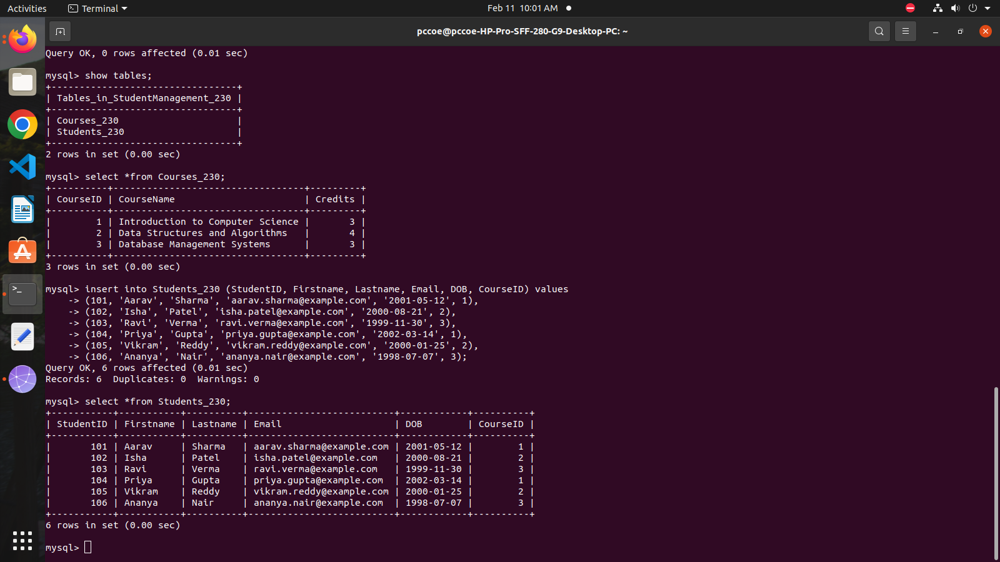 Activities Terminal Feb 11 10:01 AM
pccoe@pccoe-HP-Pro-SFF-280-G9-Desktop-PC: ~
Query OK, 0 rows affected (0.01 sec)
mysql> show tables;
+---------------------------------+
| Tables_in_StudentManagement_230 |
+---------------------------------+
| Courses_230                     |
| Students_230                    |
+---------------------------------+
2 rows in set (0.00 sec)
mysql> select *from Courses_230;
+----------+----------------------------------+---------+
| CourseID | CourseName                       | Credits |
+----------+----------------------------------+---------+
|        1 | Introduction to Computer Science |       3 |
|        2 | Data Structures and Algorithms   |       4 |
|        3 | Database Management Systems      |       3 |
+----------+----------------------------------+---------+
3 rows in set (0.00 sec)
mysql> insert into Students_230 (StudentID, Firstname, Lastname, Email, DOB, CourseID) values
    -> (101, 'Aarav', 'Sharma', 'aarav.sharma@example.com', '2001-05-12', 1),
    -> (102, 'Isha', 'Patel', 'isha.patel@example.com', '2000-08-21', 2),
    -> (103, 'Ravi', 'Verma', 'ravi.verma@example.com', '1999-11-30', 3),
    -> (104, 'Priya', 'Gupta', 'priya.gupta@example.com', '2002-03-14', 1),
    -> (105, 'Vikram', 'Reddy', 'vikram.reddy@example.com', '2000-01-25', 2),
    -> (106, 'Ananya', 'Nair', 'ananya.nair@example.com', '1998-07-07', 3);
Query OK, 6 rows affected (0.01 sec)
Records: 6  Duplicates: 0  Warnings: 0
mysql> select *from Students_230;
+-----------+-----------+----------+--------------------------+------------+----------+
| StudentID | Firstname | Lastname | Email                    | DOB        | CourseID |
+-----------+-----------+----------+--------------------------+------------+----------+
|       101 | Aarav     | Sharma   | aarav.sharma@example.com | 2001-05-12 |        1 |
|       102 | Isha      | Patel    | isha.patel@example.com   | 2000-08-21 |        2 |
|       103 | Ravi      | Verma    | ravi.verma@example.com   | 1999-11-30 |        3 |
|       104 | Priya     | Gupta    | priya.gupta@example.com  | 2002-03-14 |        1 |
|       105 | Vikram    | Reddy    | vikram.reddy@example.com | 2000-01-25 |        2 |
|       106 | Ananya    | Nair     | ananya.nair@example.com  | 1998-07-07 |        3 |
+-----------+-----------+----------+--------------------------+------------+----------+
6 rows in set (0.00 sec)
mysql>